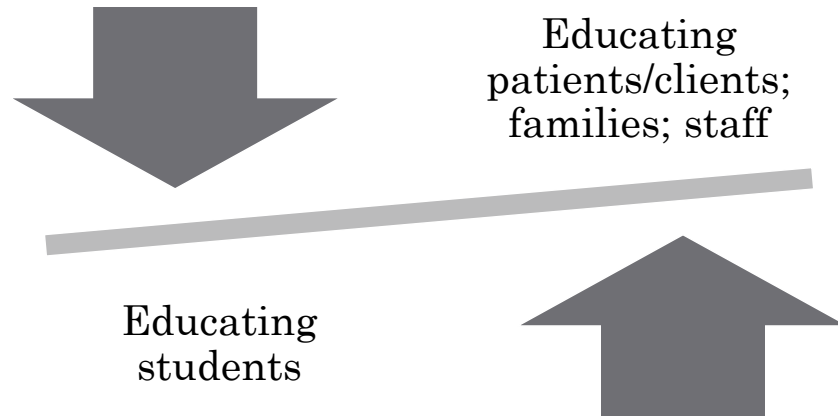 Educating
patients/clients;
families; staff
Educating
students